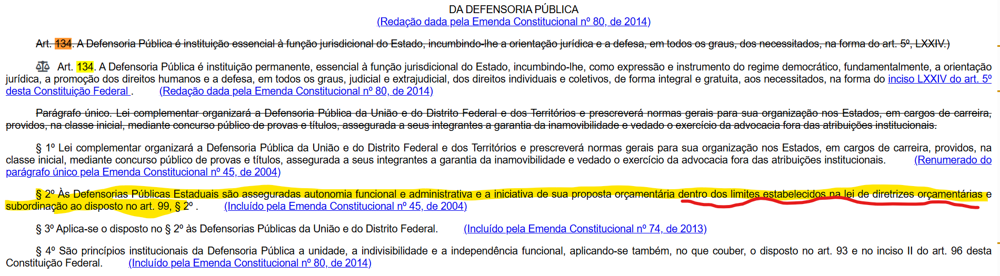 DA DEFENSORIA PÚBLICA
(Redação dada pela Emenda Constitucional nº 80, de 2014)
Art. 134. A Defensoria Pública é instituição essencial à função jurisdicional do Estado, incumbindo-lhe a orientação jurídica e a defesa, em todos os graus, dos necessitados, na forma do art. 5º, LXXIV.)
Art. 134. A Defensoria Pública é instituição permanente, essencial à função jurisdicional do Estado, incumbindo-lhe, como expressão e instrumento do regime democrático, fundamentalmente, a orientação
jurídica, a promoção dos direitos humanos e a defesa, em todos os graus, judicial e extrajudicial, dos direitos individuais e coletivos, de forma integral e gratuita, aos necessitados, na forma do inciso LXXIV do art. 5º
desta Constituição Federal . (Redação dada pela Emenda Constitucional nº 80, de 2014)
Parágrafo único. Lei complementar organizará a Defensoria Pública da União e do Distrito Federal e dos Territórios e prescreverá normas gerais para sua organização nos Estados, em cargos de carreira,
providos, na classe inicial, mediante concurso público de provas e títulos, assegurada a seus integrantes a garantia da inamovibilidade e vedado o exercício da advocacia fora das atribuições institucionais.
§ 1º Lei complementar organizará a Defensoria Pública da União e do Distrito Federal e dos Territórios e prescreverá normas gerais para sua organização nos Estados, em cargos de carreira, providos, na
classe inicial, mediante concurso público de provas e títulos, assegurada a seus integrantes a garantia da inamovibilidade e vedado o exercício da advocacia fora das atribuições institucionais. (Renumerado do
parágrafo único pela Emenda Constitucional nº 45, de 2004)
§ 2º Às Defensorias Públicas Estaduais são asseguradas autonomia funcional e administrativa e a iniciativa de sua proposta orçamentária dentro dos limites estabelecidos na lei de diretrizes orçamentárias e
subordinação ao disposto no art. 99, § 2º . (Incluído pela Emenda Constitucional nº 45, de 2004)
§ 3º Aplica-se o disposto no § 2º às Defensorias Públicas da União e do Distrito Federal. (Incluído pela Emenda Constitucional nº 74, de 2013)
§ 4º São princípios institucionais da Defensoria Pública a unidade, a indivisibilidade e a independência funcional, aplicando-se também, no que couber, o disposto no art. 93 e no inciso II do art. 96 desta
Constituição Federal. (Incluído pela Emenda Constitucional nº 80, de 2014)